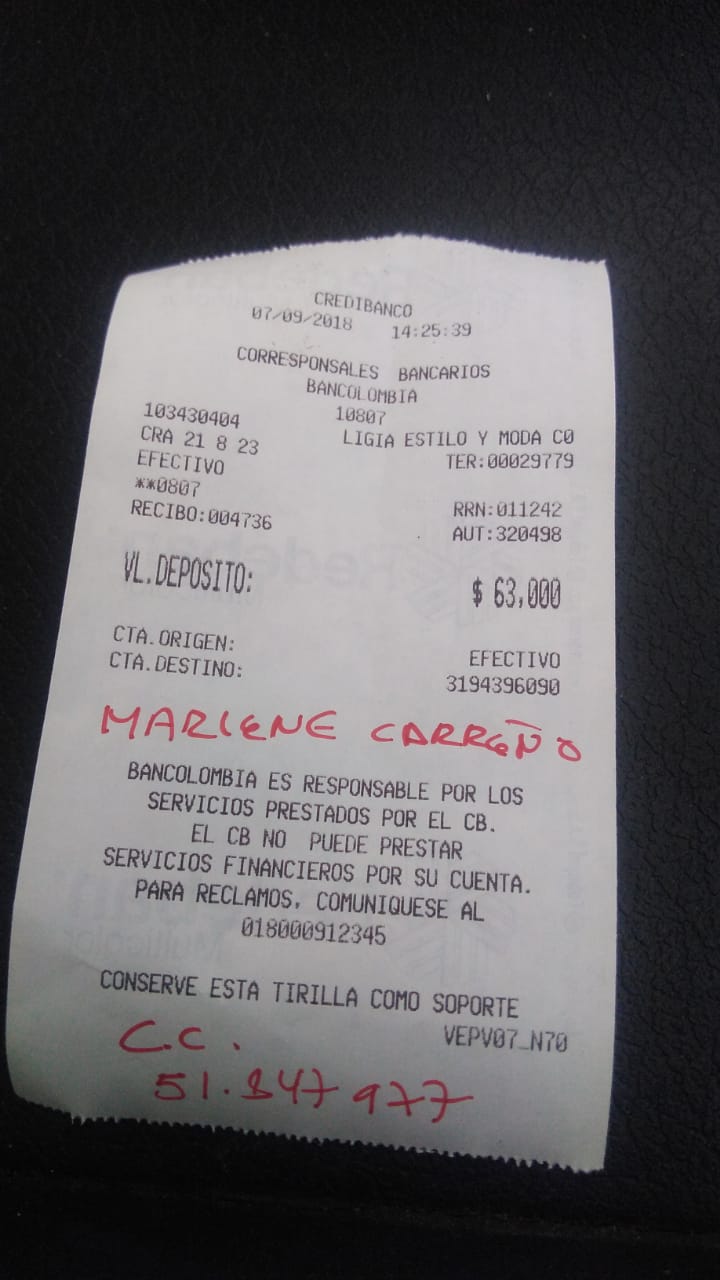 CREDIBANCO
07/09/2018 14:25:39
CORRESPONSALES BANCARIOS
BANCOLOMBIA
103430404 10807
CRA 21 8 23 LIGIA ESTILO Y MODA C0
EFECTIVO TER:00029779
**0807
RECIBO:004736 RRN:011242
AUT:320498
VL.DEPOSITO: $ 63,000
CTA.ORIGEN: EFECTIVO
CTA.DESTINO: 3194396090
MARLENE CARREÑO
BANCOLOMBIA ES RESPONSABLE POR LOS
SERVICIOS PRESTADOS POR EL CB.
EL CB NO PUEDE PRESTAR
SERVICIOS FINANCIEROS POR SU CUENTA.
PARA RECLAMOS, COMUNIQUESE AL
018000912345
CONSERVE ESTA TIRILLA COMO SOPORTE
VEPV07_N70
C.C.
51.847977